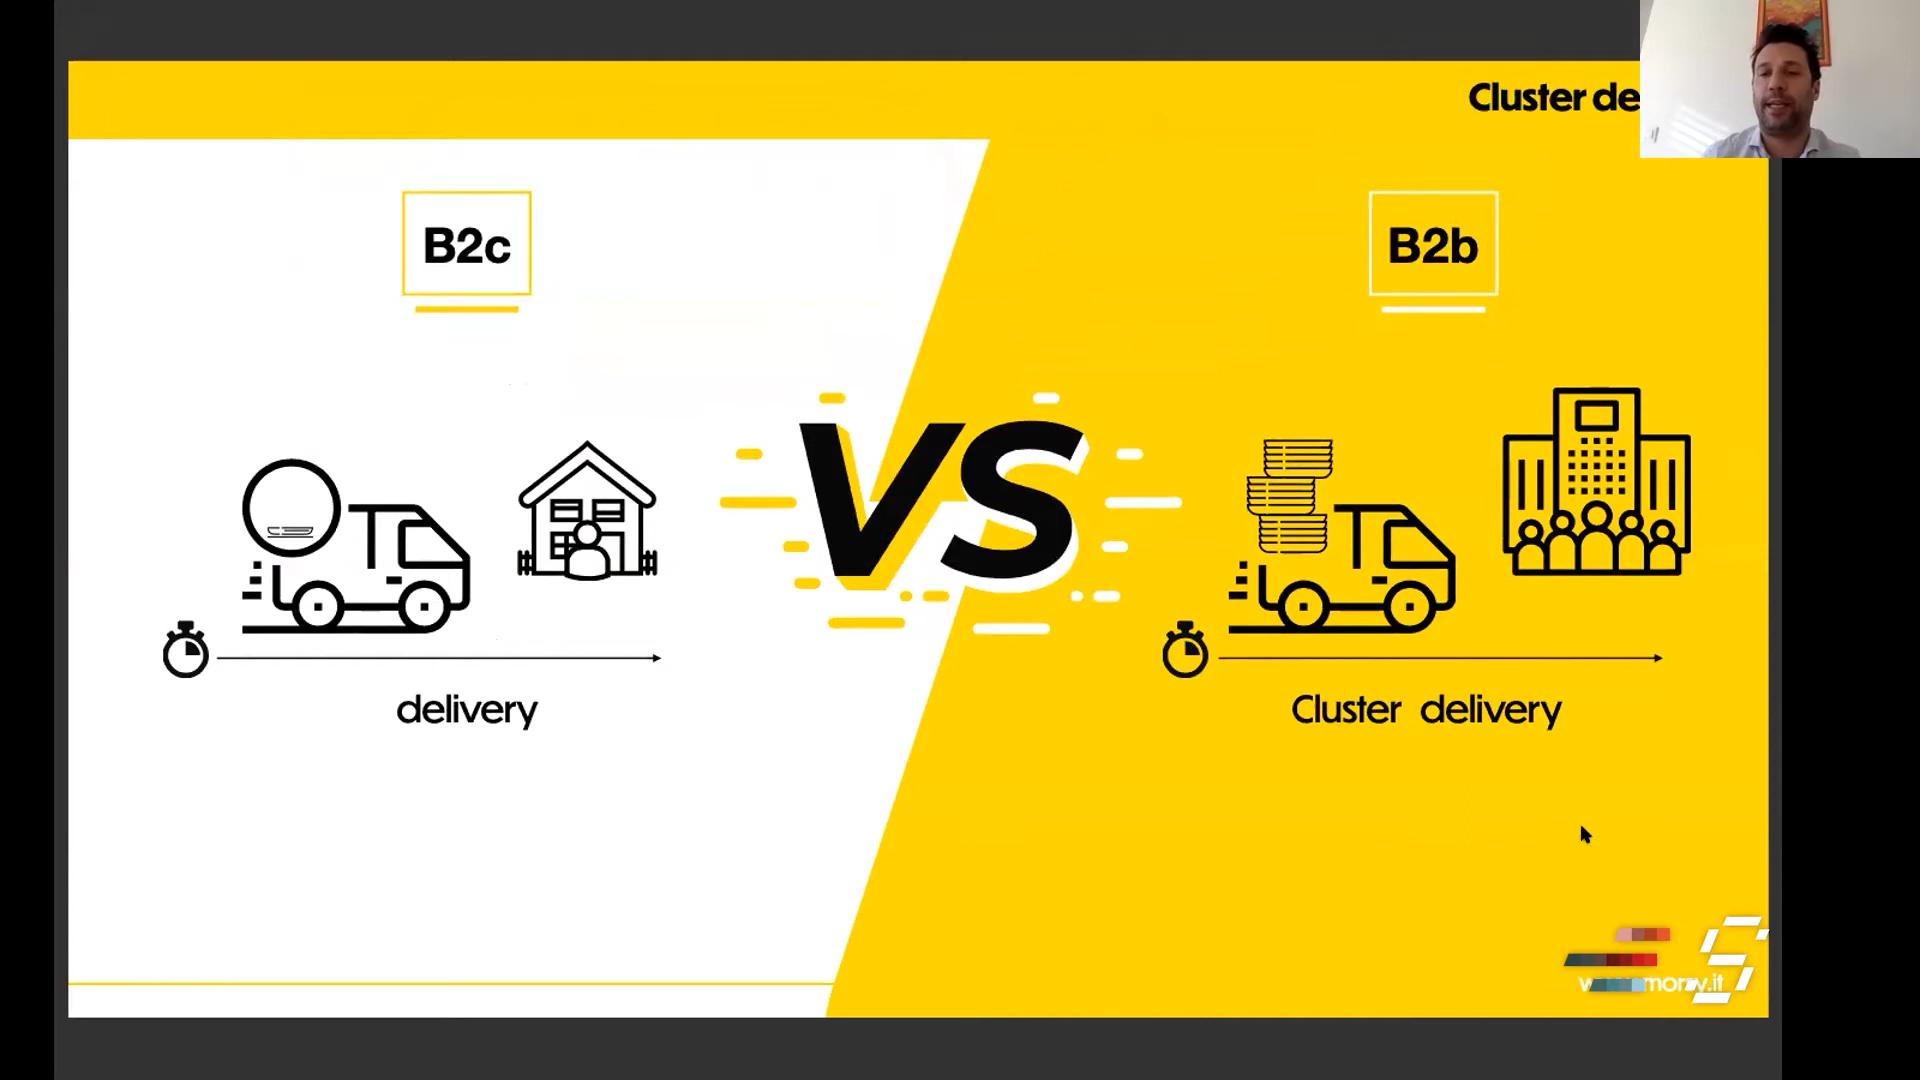 Cluster de
B2c
B2b
VS
delivery
Cluster delivery